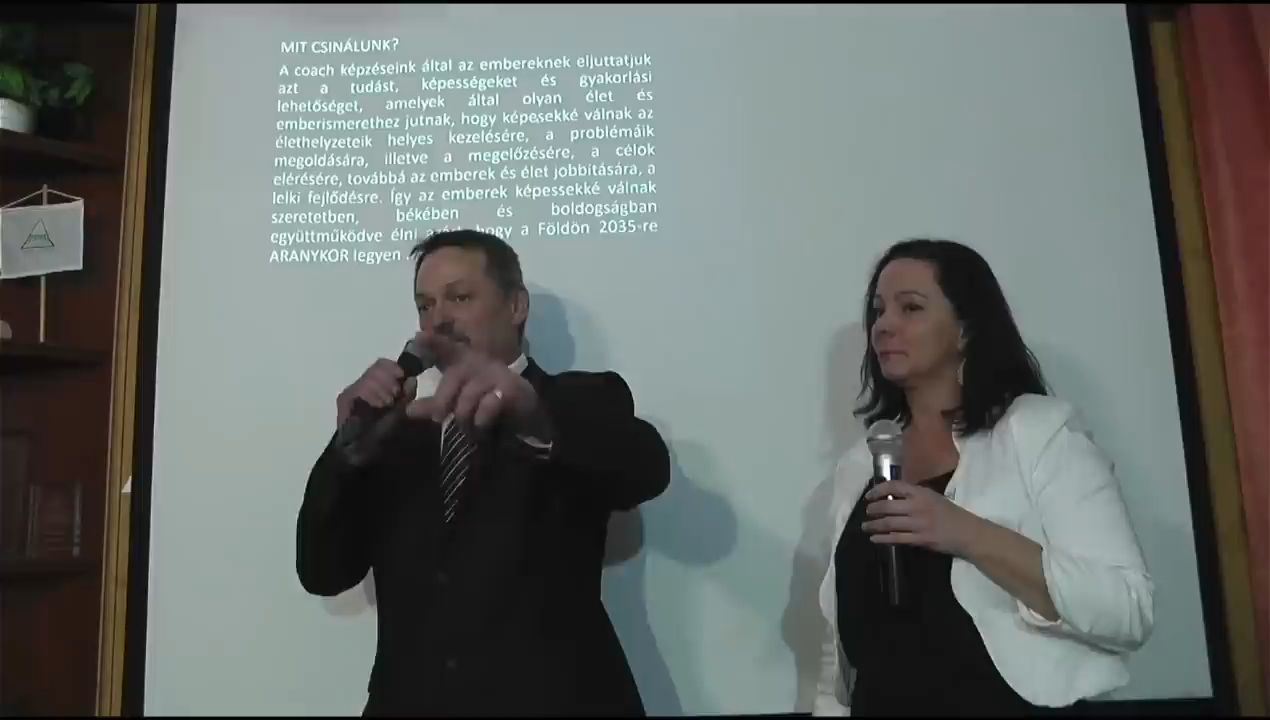 MIT CSINÁLUNK?
A coach képzéseink által az embereknek eljuttatjuk
azt a tudást, képességeket és gyakorlási
lehetőséget, amelyek által olyan élet és
emberismerethez jutnak, hogy képesekké válnak az
élethelyzeteik helyes kezelésére, a problémáik
megoldására, illetve a megelőzésére, a célok
elérésére, továbbá az emberek és élet jobbítására, a
lelki fejlődésre. Így az emberek képessekké válnak
szeretetben, békében és boldogságban
együttműködve élni azért, hogy a Földön 2035-re
ARANYKOR legyen .